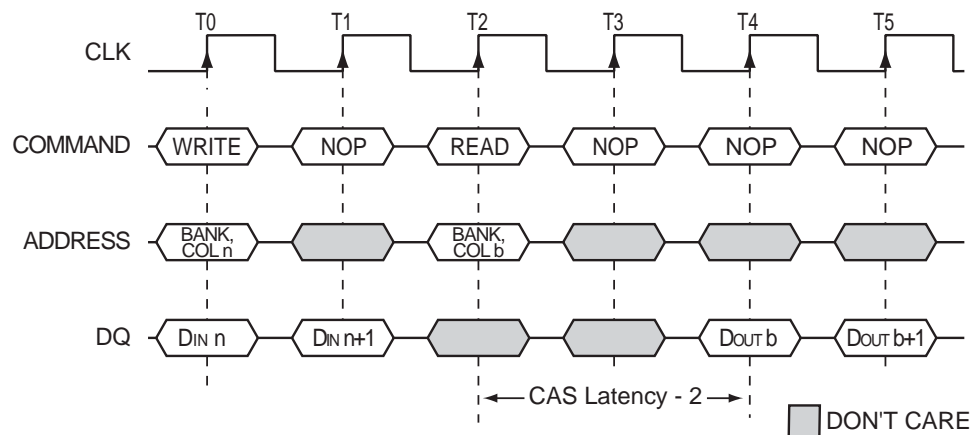 T0 T1 T2 T3 T4 T5
CLK
COMMAND WRITE NOP READ NOP NOP NOP
ADDRESS BANK, COL n BANK, COL b
DQ DIN n DIN n+1 DOUT b DOUT b+1
CAS Latency - 2
DON'T CARE